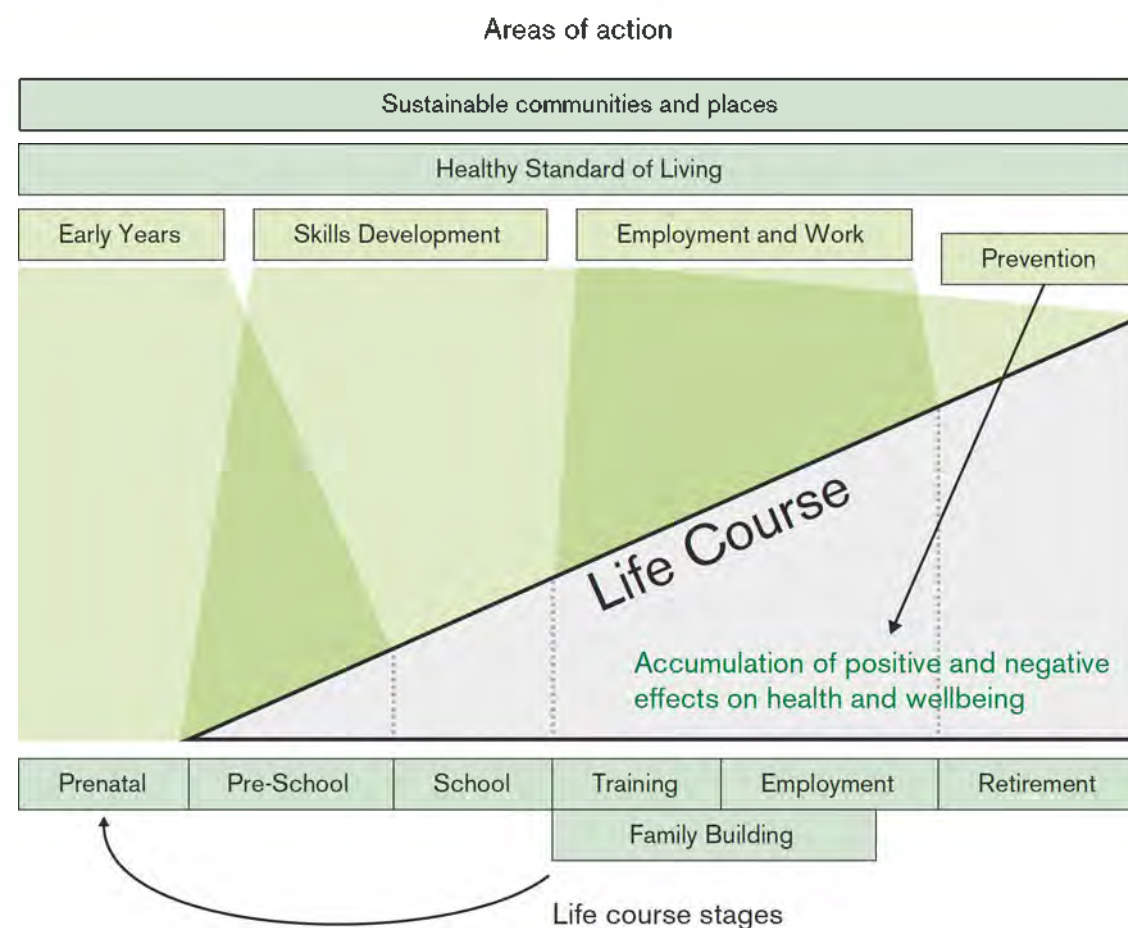 Areas of action
Sustainable communities and places
Healthy Standard of Living
Early Years
Skills Development
Employment and Work
Prevention
Life Course
Accumulation of positive and negative
effects on health and wellbeing
Prenatal
Pre-School
School
Training
Employment
Retirement
Family Building
Life course stages